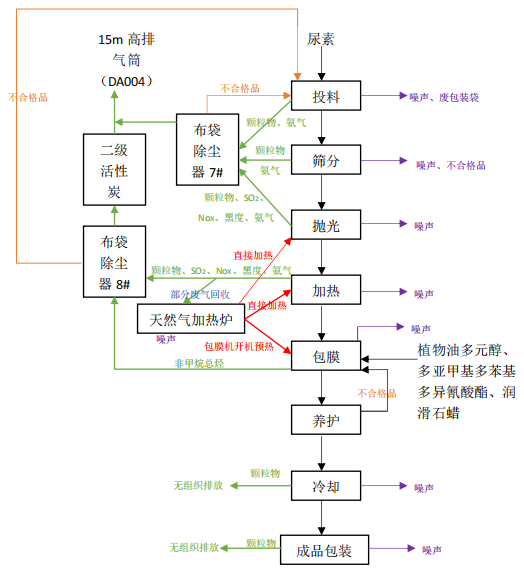 15m 高排
气筒
（DA004）
尿素
不合格品
不合格品
投料
噪声、废包装袋
布袋
除尘
器 7#
颗粒物、氨气
二级
活性
炭
颗粒物
氨气
筛分
噪声、不合格品
颗粒物、SO₂、
Nox、黑度、氨气
抛光
噪声
布袋
除尘
器 8#
直接加热
颗粒物、SO₂、Nox、黑度、氨气
部分废气回收
加热
噪声
直接加热
天然气加热炉
噪声
包膜机开机预热
噪声
包膜
植物油多元醇、
多亚甲基多苯基
多异氰酸酯、润
滑石蜡
非甲烷总烃
不合格品
养护
颗粒物
无组织排放
冷却
噪声
无组织排放
颗粒物
成品包装
噪声